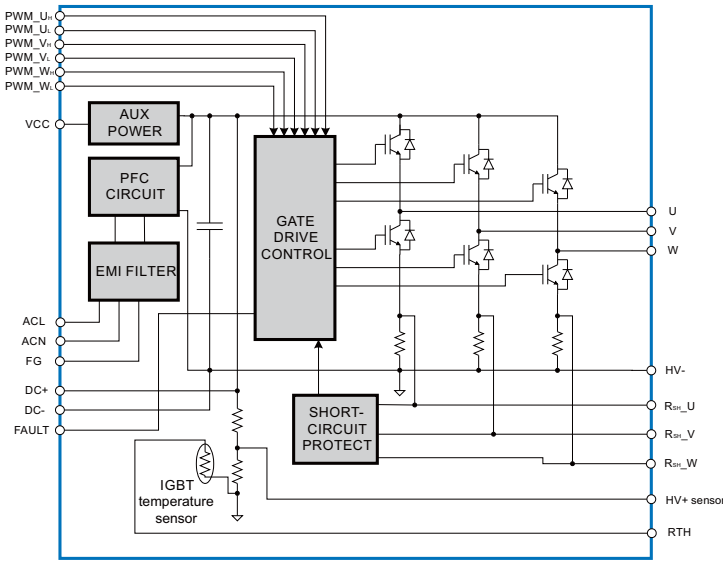 PWM_UH
PWM_UL
PWM_VH
PWM_VL
PWM_WH
PWM_WL
VCC
AUX
POWER
PFC
CIRCUIT
EMI FILTER
GATE
DRIVE
CONTROL
U
V
W
ACL
ACN
FG
DC+
DC-
FAULT
SHORT-
CIRCUIT
PROTECT
HV-
RSH_U
RSH_V
RSH_W
IGBT
temperature
sensor
HV+ sensor
RTH